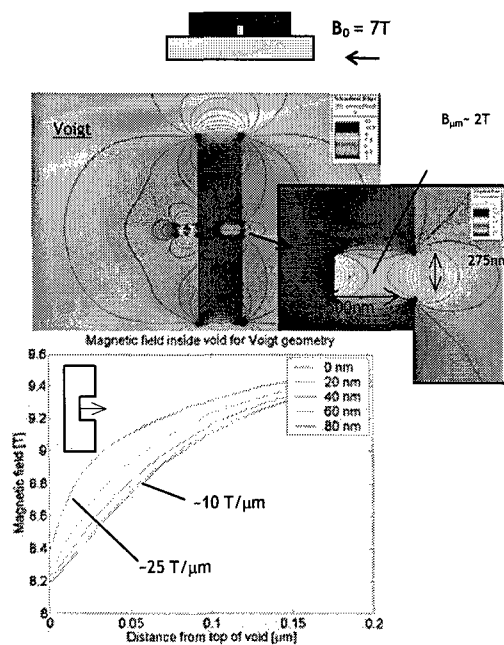 B₀ = 7T
Voigt
Bμm~ 2T
275nm
Magnetic field inside void for Voigt geometry
9.6
9.4
9.2
9
8.8
8.6
8.4
8.2
8
Magnetic field [T]
0 nm
20 nm
40 nm
60 nm
80 nm
~10 T/μm
~25 T/μm
0
0.05
0.1
0.15
0.2
Distance from top of void [μm]